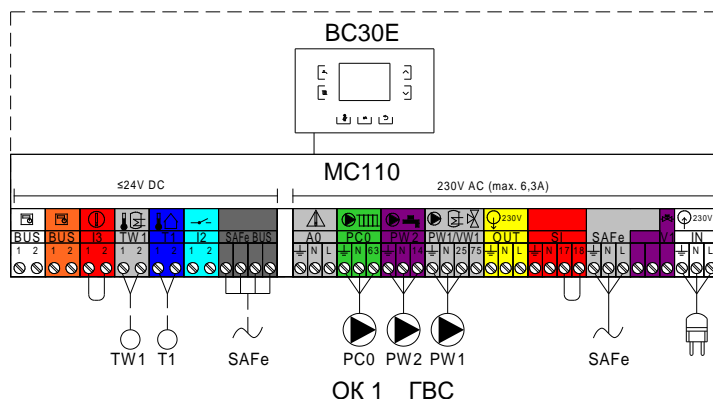 BC30E
MC110
≤24V DC 230V AC (max. 6,3A)
230V 230V
BUS BUS I3 TW1 T1 I2 SAFe BUS A0 PC0 PW2 PW1/VW1 OUT SI SAFe V1 IN
1 2 1 2 1 2 1 2 1 2 1 2 N L N 63 N 14 N 25 75 N L N 17 18 N L N L
TW1 T1 SAFe PC0 PW2 PW1 SAFe
ОК 1 ГВС